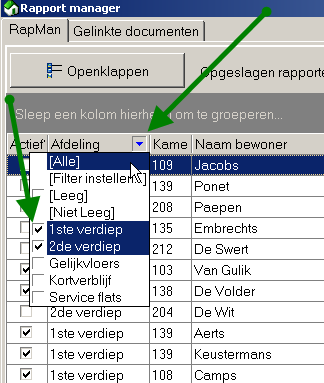 Rapport manager
RapMan Gelinkte documenten
Openklappen Opgeslagen rapporte
Sleep een kolom hierheen om te groeperen...
Actief Afdeling Kame Naam bewoner
[Alle] 109 Jacobs
[Filter instellen...] 139 Ponet
[Leeg] 208 Paepen
[Niet Leeg]
1ste verdiep 135 Embrechts
2de verdiep 212 De Swert
Gelijkvloers 103 Van Gulik
Kortverblijf 138 De Volder
Service flats
2de verdiep 204 De Wit
1ste verdiep 139 Aerts
1ste verdiep 139 Keustermans
1ste verdiep 108 Camps